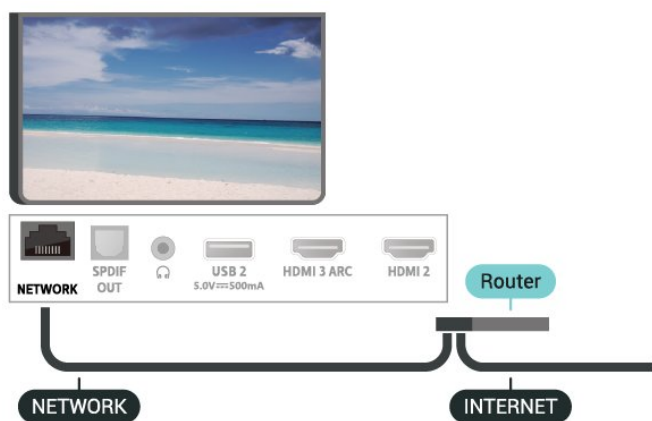 NETWORK
SPDIF
OUT
USB 2
5.0V⎓500mA
HDMI 3 ARC
HDMI 2
Router
NETWORK
INTERNET